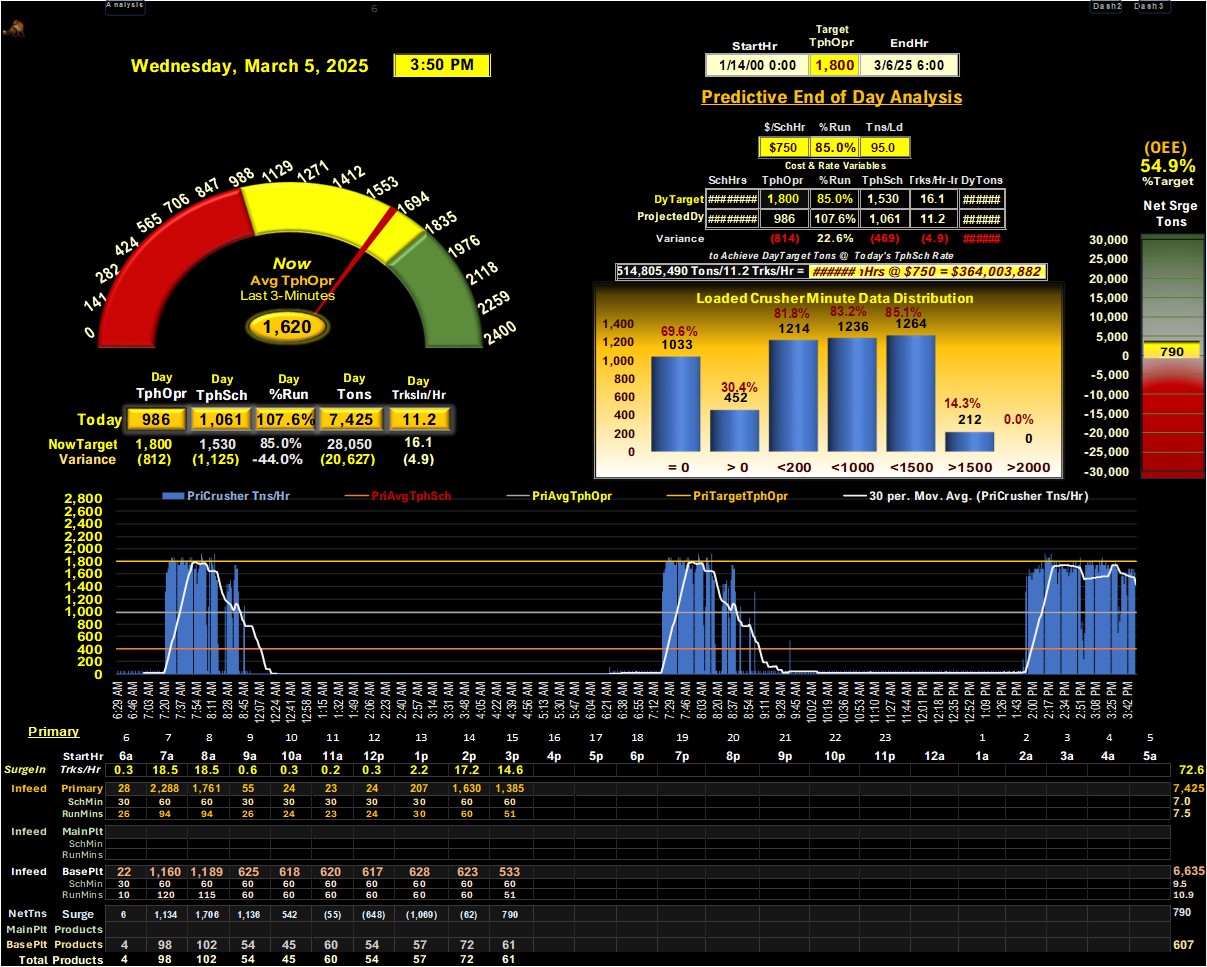 Analysis 6 Dash2 Dash3
Target
StartHr TphOpr EndHr
Wednesday, March 5, 2025 3:50 PM 1/14/00 0:00 1,800 3/6/25 6:00
Predictive End of Day Analysis
$/SchHr %Run Tns/Ld
$750 85.0% 95.0
Cost & Rate Variables
SchHrs TphOpr %Run TphSch Trks/Hr-Ir DyTons
DyTarget ######## 1,800 85.0% 1,530 16.1 ######
ProjectedDy ######## 986 107.6% 1,061 11.2 ######
Variance (814) 22.6% (469) (4.9) ######
to Achieve DayTarget Tons @ Today's TphSch Rate
514,805,490 Tons/11.2 Trks/Hr = ###### Hrs @ $750 = $364,003,882
(OEE)
54.9%
%Target
Net Srge
Tons
30,000
25,000
20,000
15,000
10,000
5,000
0
790
-5,000
-10,000
-15,000
-20,000
-25,000
-30,000
0 141 282 424 565 706 847 988 1129 1271 1412 1553 1694 1835 1976 2118 2259 2400
Now
Avg TphOpr
Last 3-Minutes
1,620
Loaded Crusher Minute Data Distribution
1,400
1,200
1,000
800
600
400
200
0
69.6% 30.4% 81.8% 83.2% 85.1% 14.3% 0.0%
1033 452 1214 1236 1264 212 0
= 0 > 0 <200 <1000 <1500 >1500 >2000
Day Day Day Day Day
TphOpr TphSch %Run Tons TrksIn/Hr
Today 986 1,061 107.6% 7,425 11.2
NowTarget 1,800 1,530 85.0% 28,050 16.1
Variance (812) (1,125) -44.0% (20,627) (4.9)
PriCrusher Tns/Hr PriAvgTphSch PriAvgTphOpr PriTargetTphOpr 30 per. Mov. Avg. (PriCrusher Tns/Hr)
2,800
2,600
2,400
2,200
2,000
1,800
1,600
1,400
1,200
1,000
800
600
400
200
0
6:29 AM 6:46 AM 7:03 AM 7:20 AM 7:37 AM 7:54 AM 8:11 AM 8:28 AM 8:45 AM 12:07 AM 12:24 AM 12:41 AM 12:58 AM 1:15 AM 1:32 AM 1:49 AM 2:06 AM 2:23 AM 2:40 AM 2:57 AM 3:14 AM 3:31 AM 3:48 AM 4:05 AM 4:22 AM 4:39 AM 4:56 AM 5:13 AM 5:30 AM 5:47 AM 6:04 AM 6:21 AM 6:38 AM 6:55 AM 7:12 AM 7:29 AM 7:46 AM 8:03 AM 8:20 AM 8:37 AM 8:54 AM 9:11 AM 9:28 AM 9:45 AM 10:02 AM 10:19 AM 10:36 AM 10:53 AM 11:10 AM 11:27 AM 11:44 AM 12:01 PM 12:18 PM 12:35 PM 12:52 PM 1:09 PM 1:26 PM 1:43 PM 2:00 PM 2:17 PM 2:34 PM 2:51 PM 3:08 PM 3:25 PM 3:42 PM
Primary
6 7 8 9 10 11 12 13 14 15 16 17 18 19 20 21 22 23 1 2 3 4 5
StartHr 6a 7a 8a 9a 10a 11a 12p 1p 2p 3p 4p 5p 6p 7p 8p 9p 10p 11p 12a 1a 2a 3a 4a 5a
SurgeIn Trks/Hr 0.3 18.5 18.5 0.6 0.3 0.2 0.3 2.2 17.2 14.6 72.6
Infeed Primary 28 2,288 1,761 55 24 23 24 207 1,630 1,385 7,425
SchMin 30 60 60 30 30 30 30 30 60 60 7.0
RunMins 26 94 94 26 24 23 24 30 60 51 7.5
Infeed MainPlt
SchMin
RunMins
Infeed BasePlt 22 1,160 1,189 625 618 620 617 628 623 533 6,635
SchMin 30 60 60 60 60 60 60 60 60 60 9.5
RunMins 10 120 115 60 60 60 60 60 60 51 10.9
NetTns Surge 6 1,134 1,706 1,136 542 (55) (648) (1,069) (62) 790 790
MainPlt Products
BasePlt Products 4 98 102 54 45 60 54 57 72 61 607
Total Products 4 98 102 54 45 60 54 57 72 61